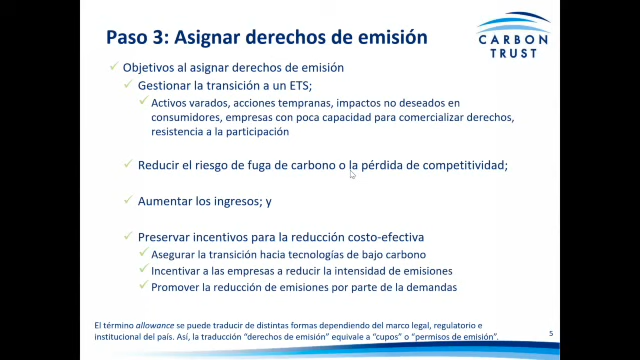 Paso 3: Asignar derechos de emisión
CARBON
TRUST
Objetivos al asignar derechos de emisión
Gestionar la transición a un ETS;
Activos varados, acciones tempranas, impactos no deseados en
consumidores, empresas con poca capacidad para comercializar derechos,
resistencia a la participación
Reducir el riesgo de fuga de carbono o la pérdida de competitividad;
Aumentar los ingresos; y
Preservar incentivos para la reducción costo-efectiva
Asegurar la transición hacia tecnologías de bajo carbono
Incentivar a las empresas a reducir la intensidad de emisiones
Promover la reducción de emisiones por parte de la demandas
El término allowance se puede traducir de distintas formas dependiendo del marco legal, regulatorio e
institucional del país. Así, la traducción “derechos de emisión” equivale a “cupos” o “permisos de emisión”.
5